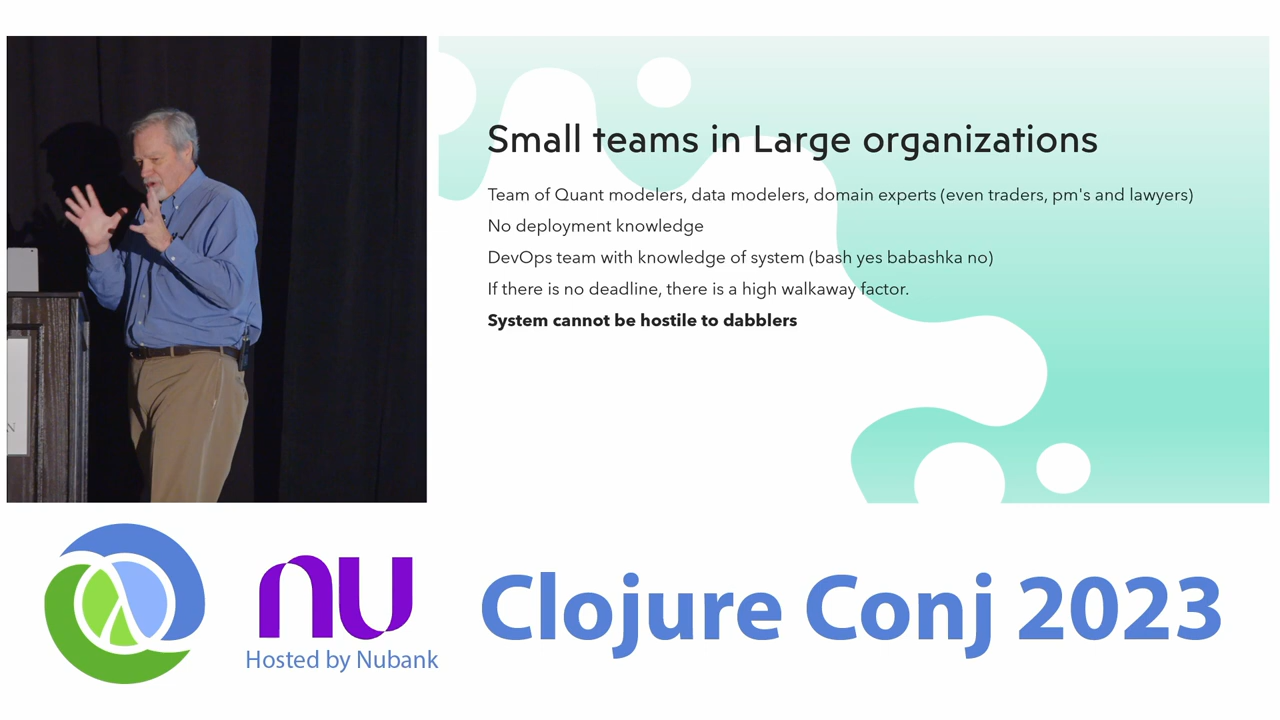 Small teams in Large organizations
Team of Quant modelers, data modelers, domain experts (even traders, pm's and lawyers)
No deployment knowledge
DevOps team with knowledge of system (bash yes babashka no)
If there is no deadline, there is a high walkaway factor.
System cannot be hostile to dabblers
N
nu
Hosted by Nubank
Clojure Conj 2023